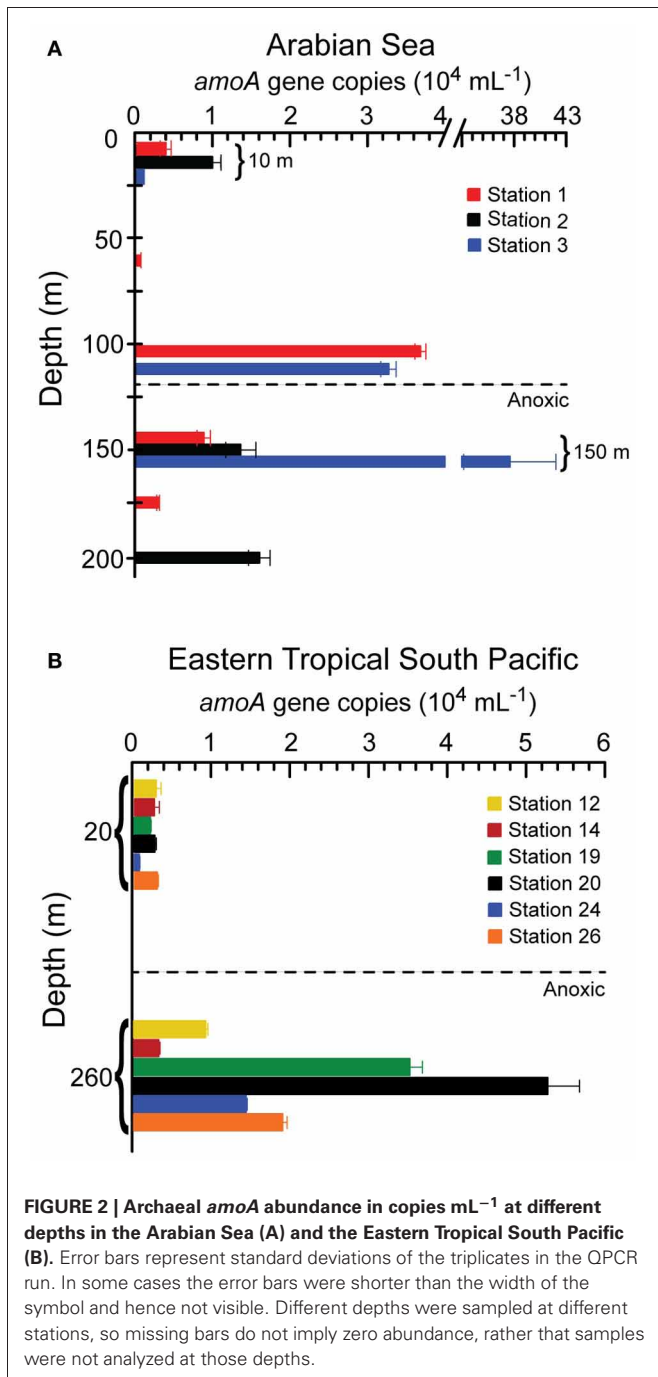 A
Arabian Sea
amoA gene copies (10⁴ mL⁻¹)
0 1 2 3 4 38 43
0
10 m
Station 1
Station 2
Station 3
50
100
Depth (m)
Anoxic
150
150 m
200
B
Eastern Tropical South Pacific
amoA gene copies (10⁴ mL⁻¹)
0 1 2 3 4 5 6
20
Station 12
Station 14
Station 19
Station 20
Station 24
Station 26
Depth (m)
Anoxic
260
FIGURE 2 | Archaeal amoA abundance in copies mL⁻¹ at different
depths in the Arabian Sea (A) and the Eastern Tropical South Pacific
(B). Error bars represent standard deviations of the triplicates in the QPCR
run. In some cases the error bars were shorter than the width of the
symbol and hence not visible. Different depths were sampled at different
stations, so missing bars do not imply zero abundance, rather that samples
were not analyzed at those depths.